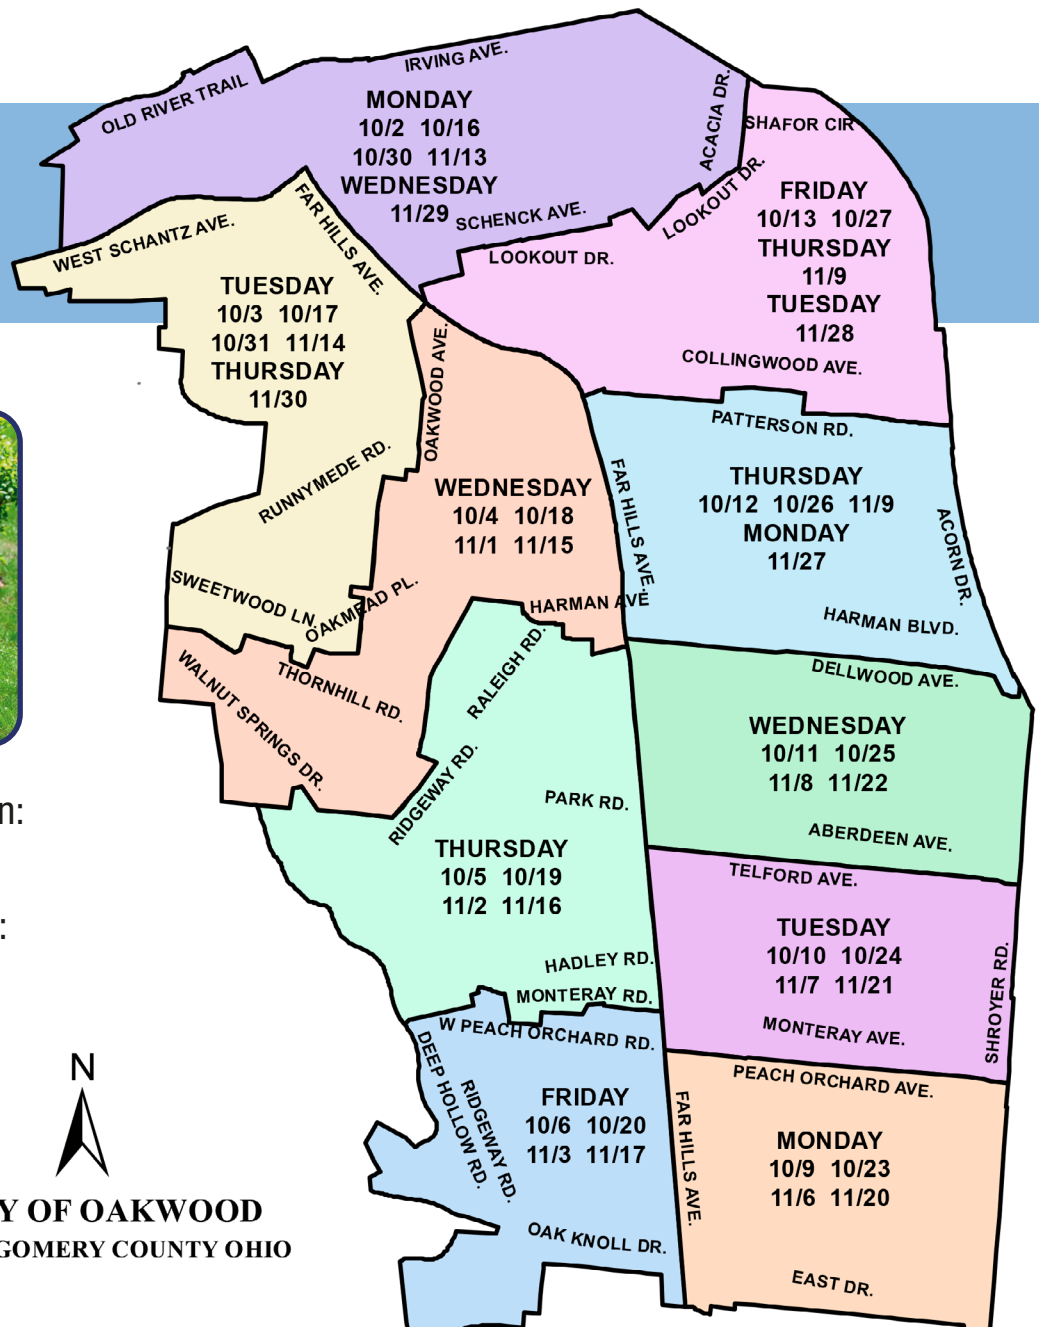 IRVING AVE.
OLD RIVER TRAIL
ACACIA DR.
MONDAY
10/2 10/16
10/30 11/13
WEDNESDAY
11/29
SCHENCK AVE.
SHAFOR CIR
LOOKOUT DR.
LOOKOUT DR.
FRIDAY
10/13 10/27
THURSDAY
11/9
TUESDAY
11/28
COLLINGWOOD AVE.
WEST SCHANTZ AVE.
FAR HILLS AVE.
TUESDAY
10/3 10/17
10/31 11/14
THURSDAY
11/30
RUNNYMEDE RD.
SWEETWOOD LN.
OAKMEAD PL.
OAKWOOD AVE.
WEDNESDAY
10/4 10/18
11/1 11/15
HARMAN AVE
THORNHILL RD.
WALNUT SPRINGS DR.
FAR HILLS AVE.
PATTERSON RD.
THURSDAY
10/12 10/26 11/9
MONDAY
11/27
ACORN DR.
HARMAN BLVD.
DELLWOOD AVE.
WEDNESDAY
10/11 10/25
11/8 11/22
ABERDEEN AVE.
RALEIGH RD.
RIDGEWAY RD.
PARK RD.
THURSDAY
10/5 10/19
11/2 11/16
HADLEY RD.
MONTERAY RD.
TELFORD AVE.
TUESDAY
10/10 10/24
11/7 11/21
MONTERAY AVE.
SHROYER RD.
W PEACH ORCHARD RD.
DEEP HOLLOW RD.
RIDGEWAY RD.
FRIDAY
10/6 10/20
11/3 11/17
OAK KNOLL DR.
FAR HILLS AVE.
PEACH ORCHARD AVE.
MONDAY
10/9 10/23
11/6 11/20
EAST DR.
:
N
Y OF OAKWOOD
GOMERY COUNTY OHIO